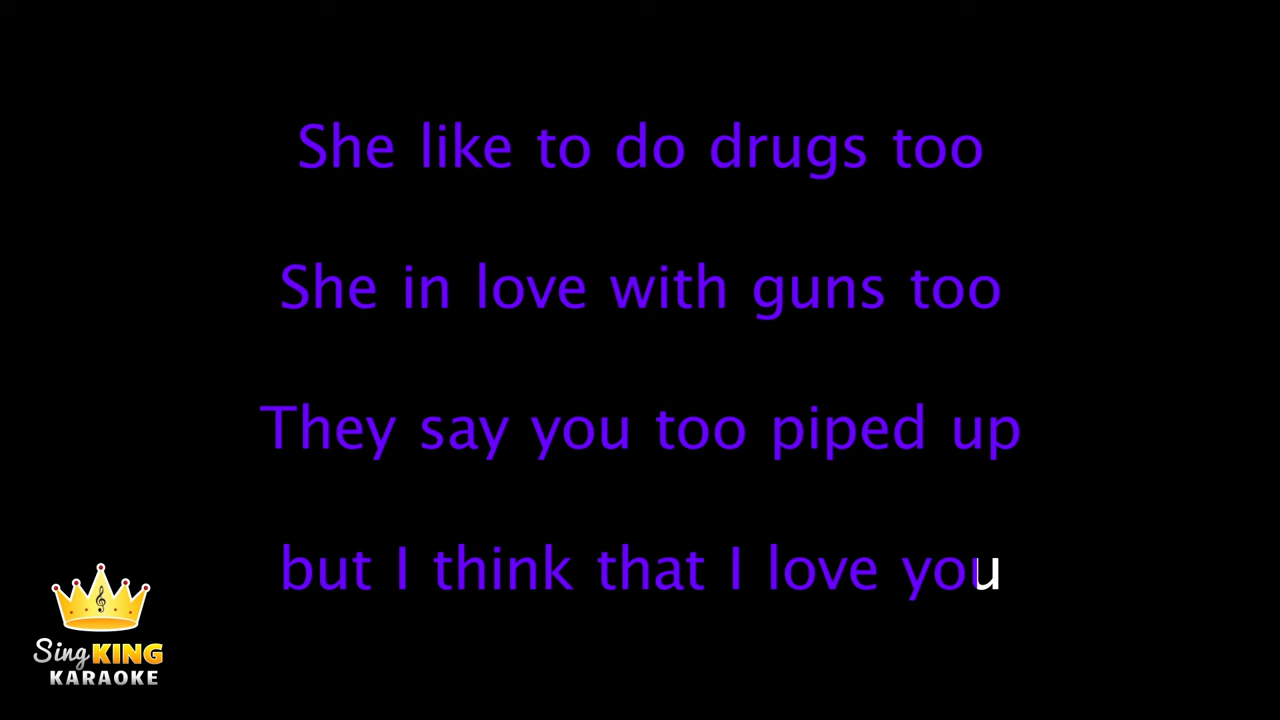 She like to do drugs too
She in love with guns too
They say you too piped up
but I think that I love you
Sing KING
KARAOKE